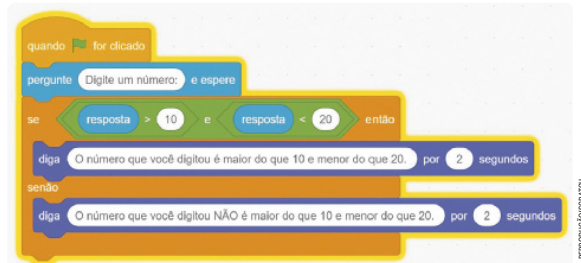 quando for clicado
pergunte Digite um número: e espere
se resposta > 10 e resposta < 20 então
diga O número que você digitou é maior do que 10 e menor do que 20. por 2 segundos
senão
diga O número que você digitou NÃO é maior do que 10 e menor do que 20. por 2 segundos